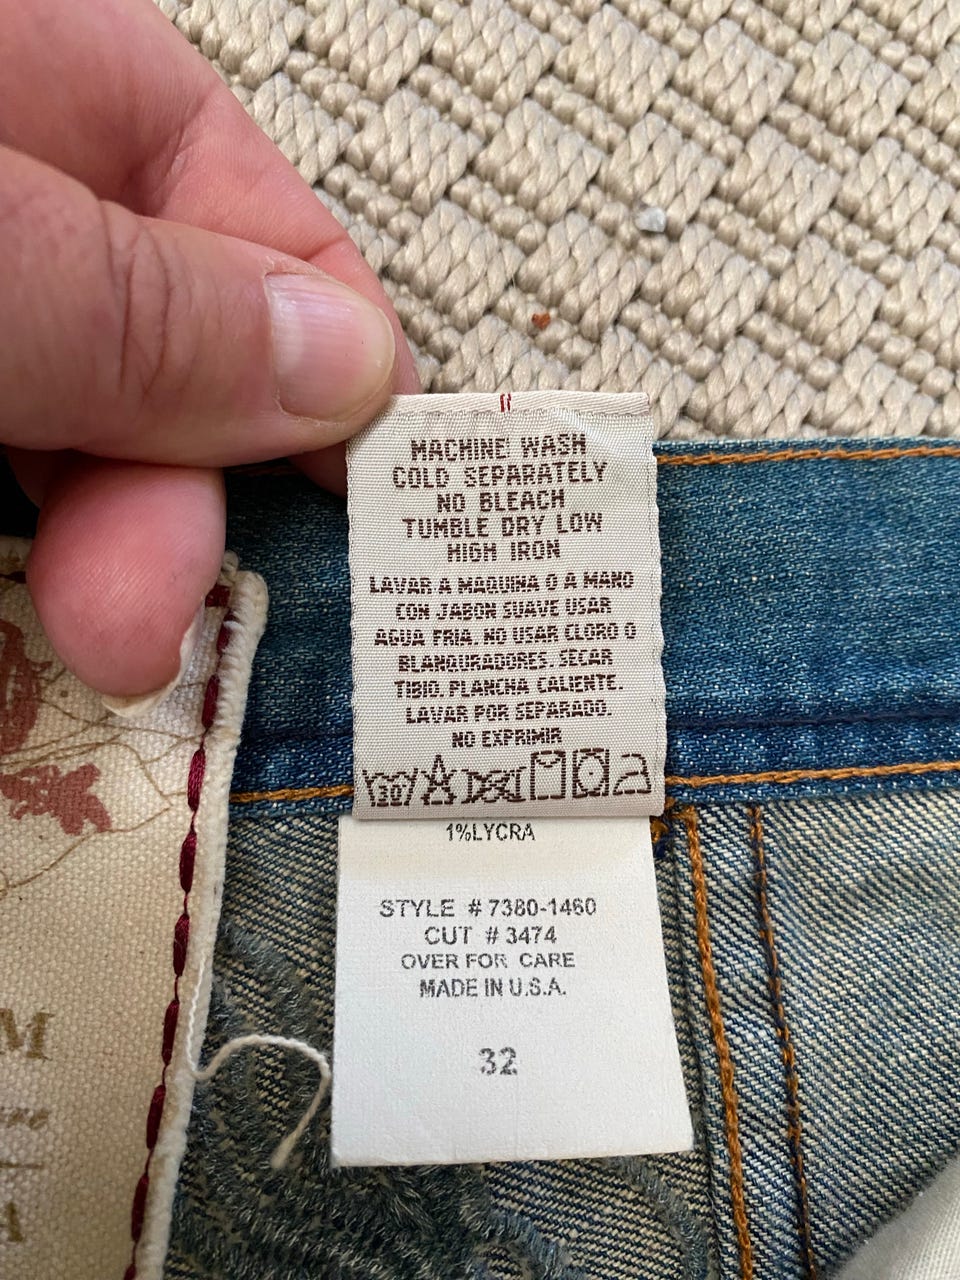 MACHINE WASH
COLD SEPARATELY
NO BLEACH
TUMBLE DRY LOW
HIGH IRON
LAVAR A MAQUINA O A MANO
CON JABON SUAVE USAR
AGUA FRIA. NO USAR CLORO O
BLANQURADORES. SECAR
TIBIO. PLANCHA CALIENTE.
LAVAR POR SEPARADO.
NO EXPRIMIR
30
1%LYCRA
STYLE # 7380-1460
CUT # 3474
OVER FOR CARE
MADE IN U.S.A.
32
M
A